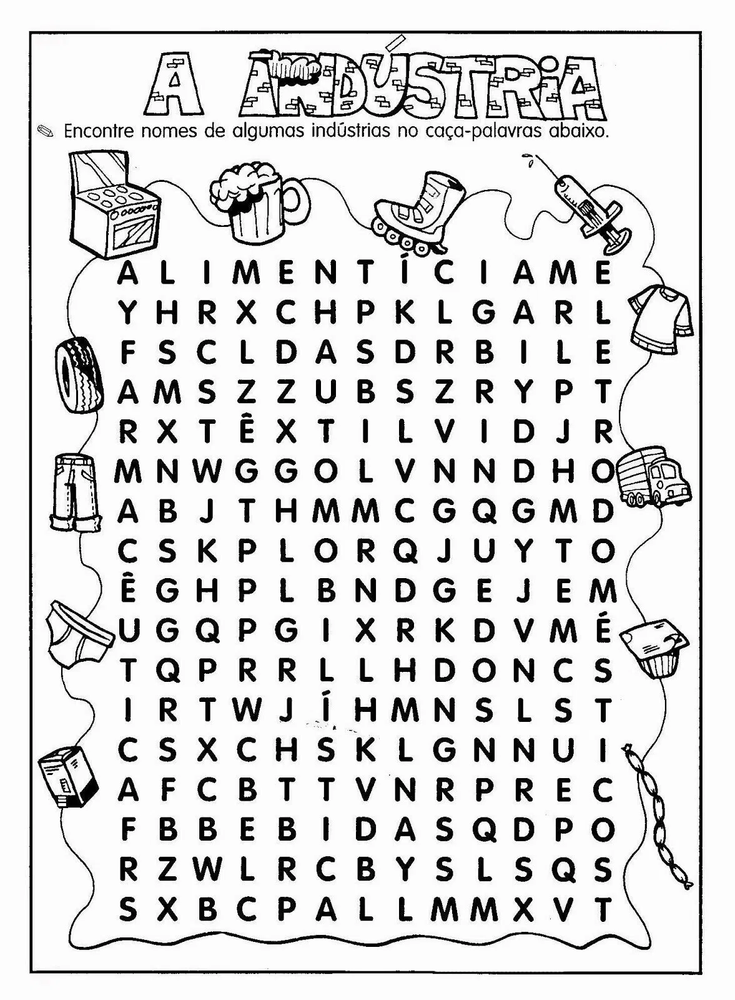 A INDÚSTRIA
Encontre nomes de algumas indústrias no caça-palavras abaixo.
A L I M E N T Í C I A M E
Y H R X C H P K L G A R L
F S C L D A S D R B I L E
A M S Z Z U B S Z R Y P T
R X T Ê X T I L V I D J R
M N W G G O L V N N D H O
A B J T H M M C G Q G M D
C S K P L O R Q J U Y T O
Ê G H P L B N D G E J E M
U G Q P G I X R K D V M É
T Q P R R L L H D O N C S
I R T W J Í H M N S L S T
C S X C H S K L G N N U I
A F C B T T V N R P R E C
F B B E B I D A S Q D P O
R Z W L R C B Y S L S Q S
S X B C P A L L M M X V T